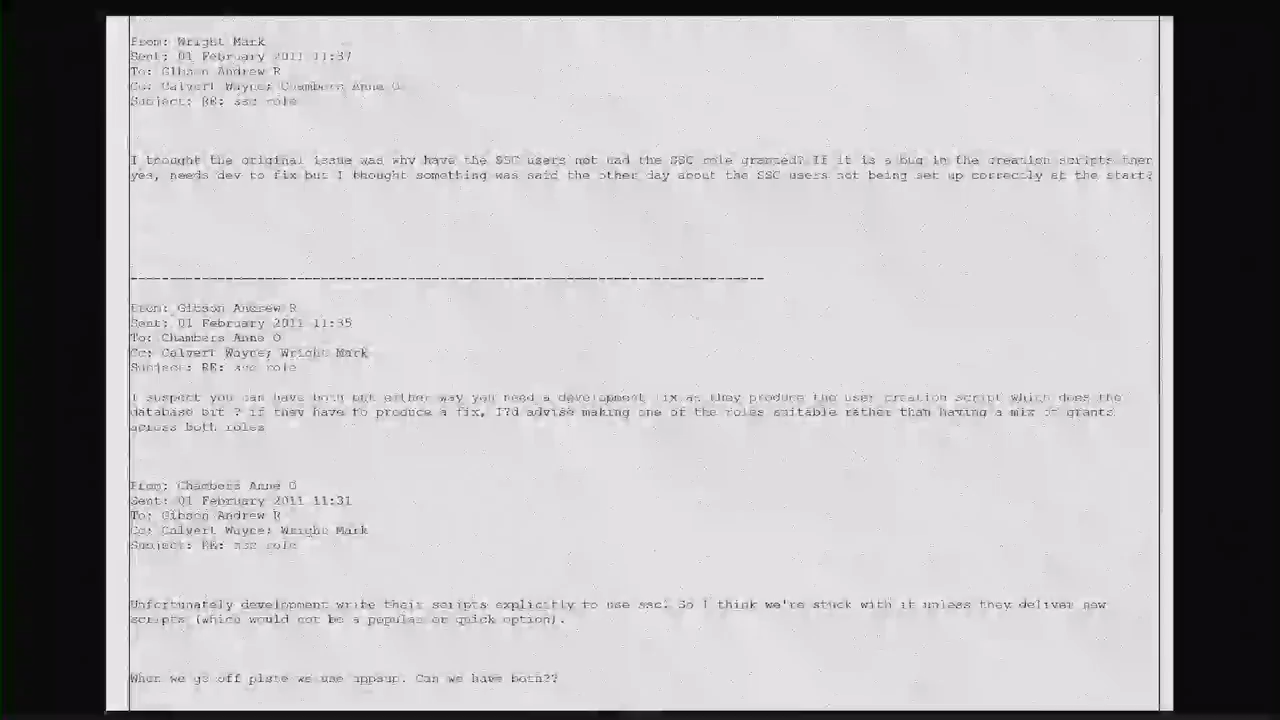 From: Wright Mark
Sent: 01 February 2011 11:37
To: Gibson Andrew R
Cc: Calvert Wayne; Chambers Anne O
Subject: RE: ssc role
I thought the original issue was why have the SSC users not had the SSC role granted? If it is a bug in the creation scripts then
yes, needs dev to fix but I thought something was said the other day about the SSC users not being set up correctly at the start?
From: Gibson Andrew R
Sent: 01 February 2011 11:35
To: Chambers Anne O
Cc: Calvert Wayne; Wright Mark
Subject: RE: ssc role
I suspect you can have both but either way you need a development fix as they produce the user creation script which does the
database bit ? if they have to produce a fix, I?d advise making one of the roles suitable rather than having a mix of grants
across both roles
From: Chambers Anne O
Sent: 01 February 2011 11:31
To: Gibson Andrew R
Cc: Calvert Wayne; Wright Mark
Subject: RE: ssc role
Unfortunately development write their scripts explicitly to use ssc. So I think we're stuck with it unless they deliver new
scripts (which would not be a popular or quick option).
When we go off piste we use appsup. Can we have both??